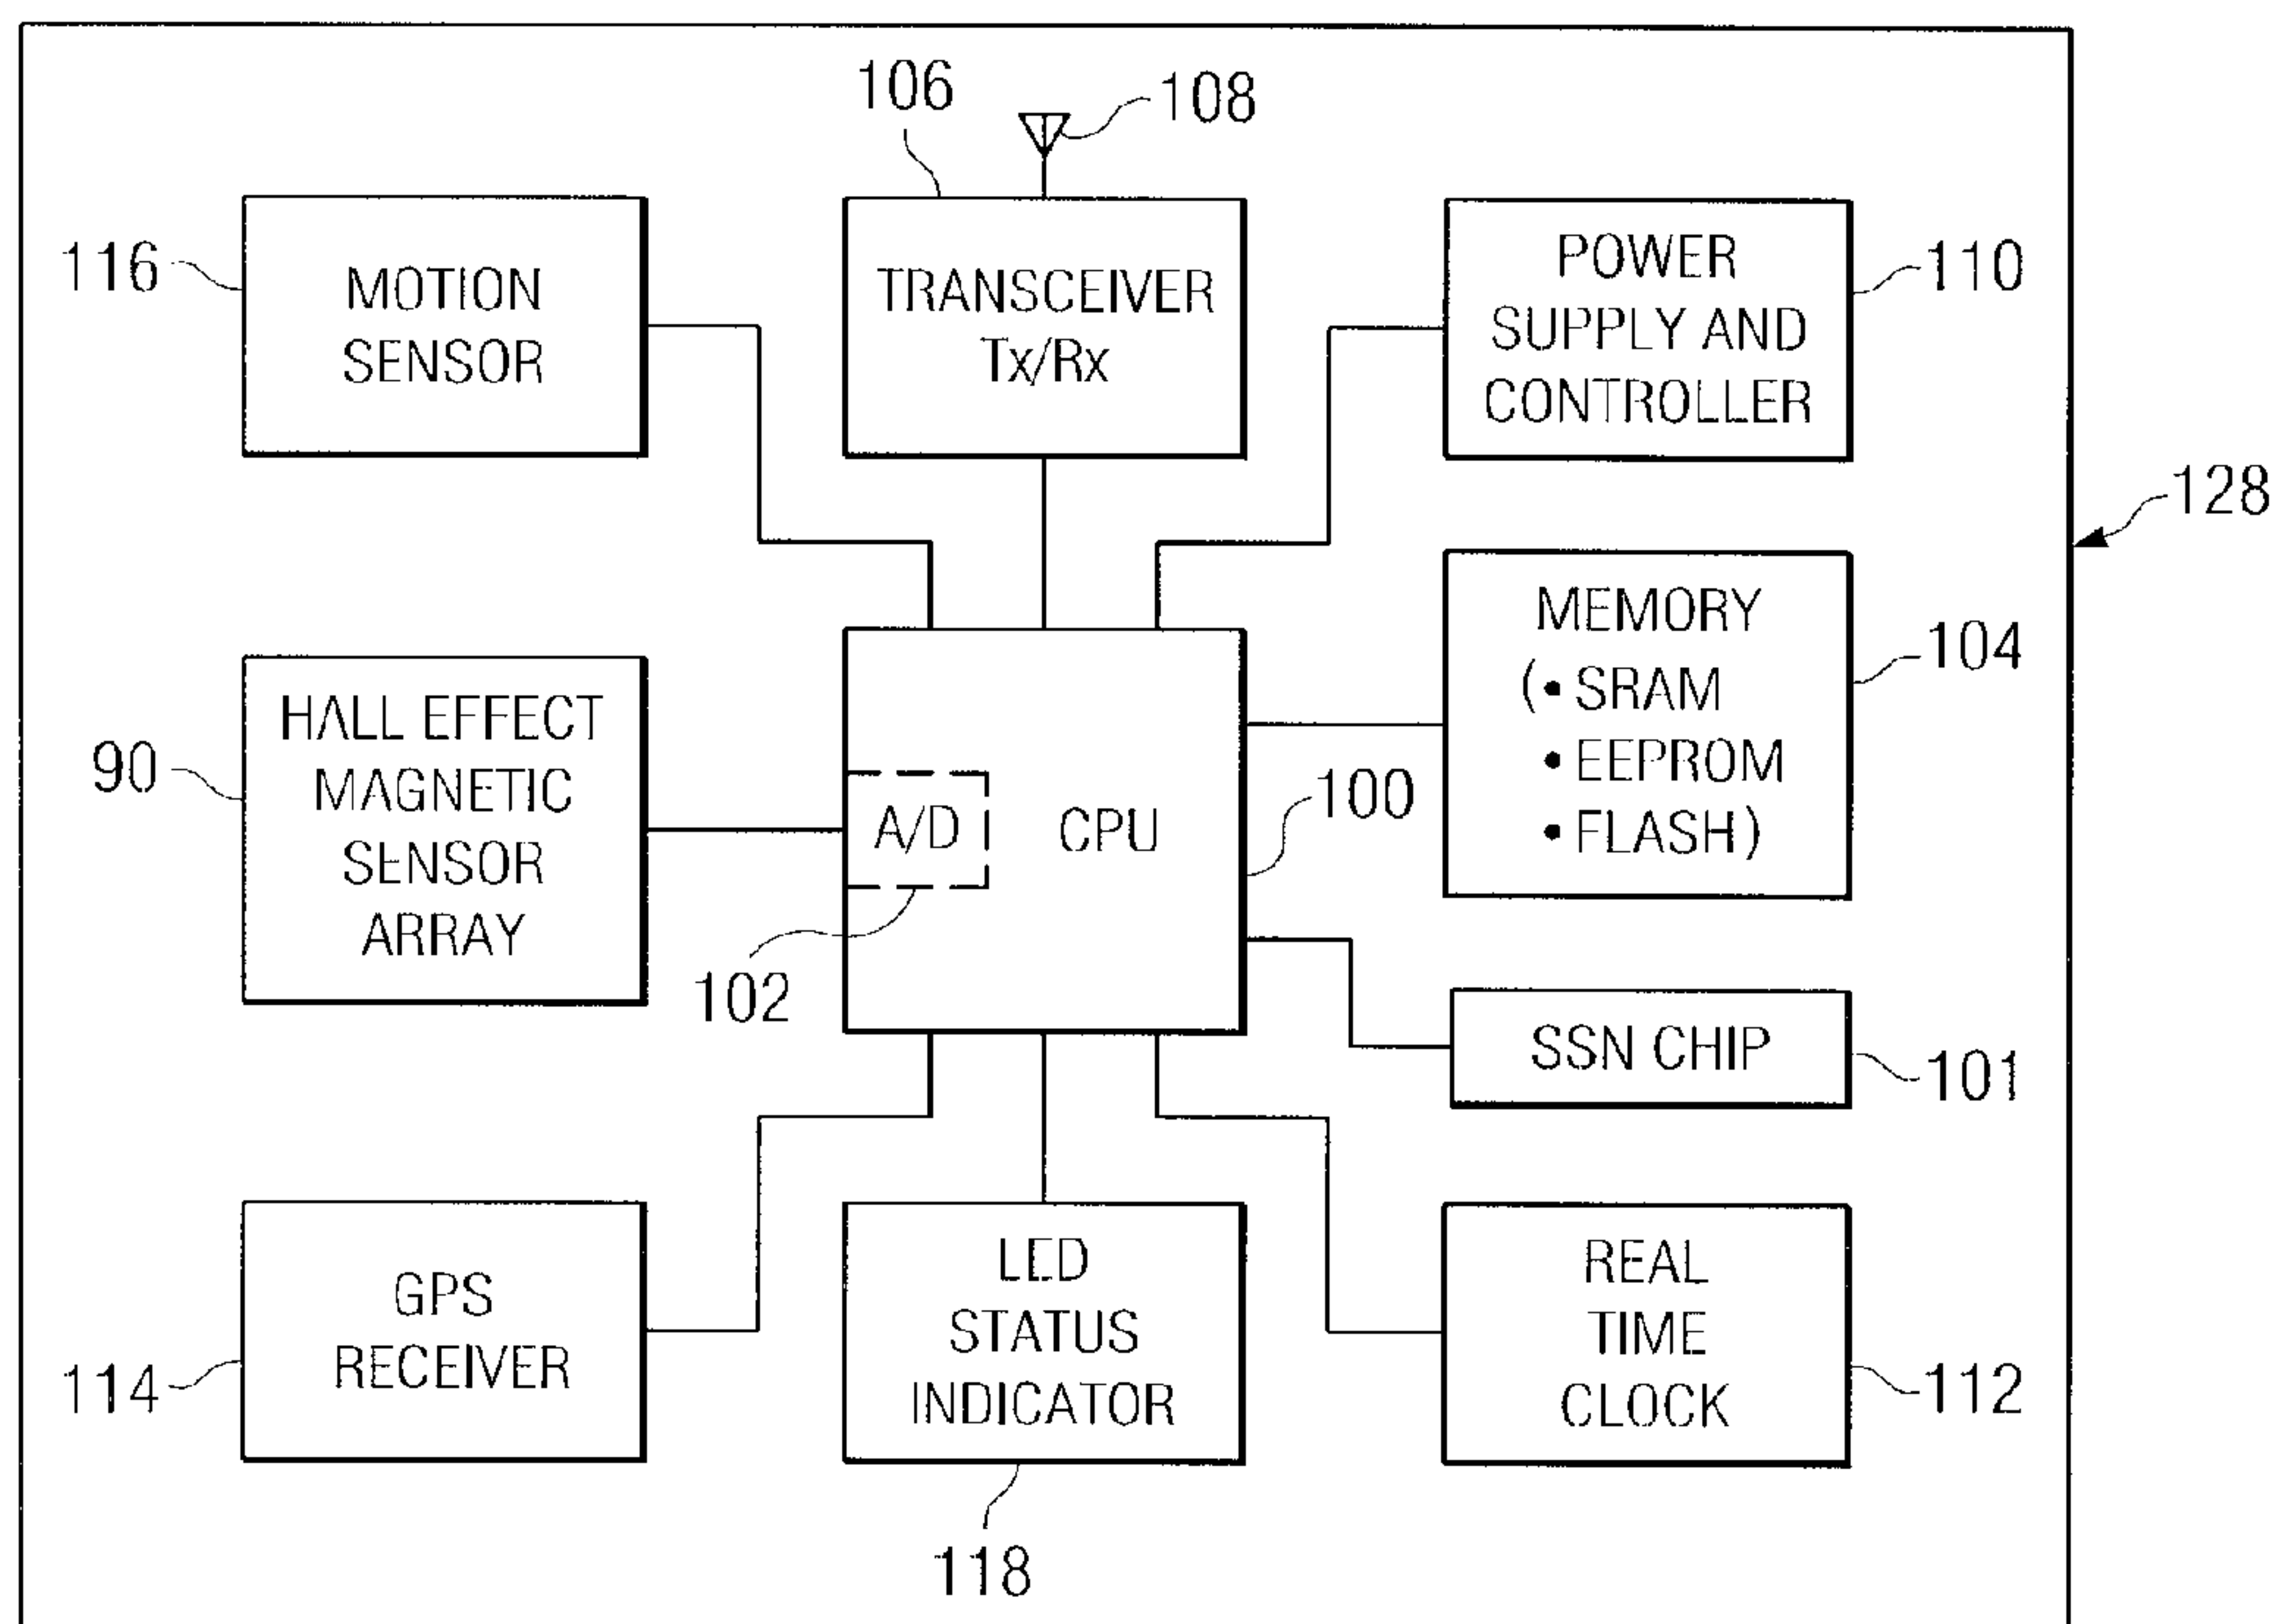 106
108
116
MOTION
SENSOR
TRANSCEIVER
Tx/Rx
POWER
SUPPLY AND
CONTROLLER
110
128
90
HALL EFFECT
MAGNETIC
SENSOR
ARRAY
A/D
CPU
100
102
MEMORY
(• SRAM
• EEPROM
• FLASH)
104
SSN CHIP
101
114
GPS
RECEIVER
LED
STATUS
INDICATOR
118
REAL
TIME
CLOCK
112